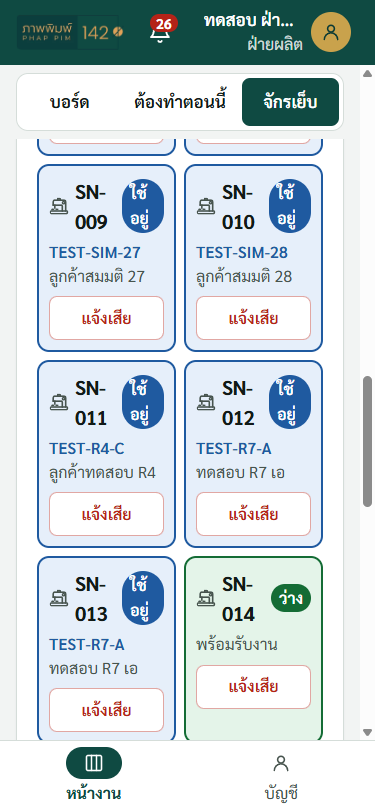 ภาพพิมพ์
PHAP PIM
142
26
ทดสอบ ฝ่า...
ฝ่ายผลิต
บอร์ด
ต้องทำตอนนี้
จักรเย็บ
SN-009
ใช้อยู่
TEST-SIM-27
ลูกค้าสมมติ 27
แจ้งเสีย
SN-010
ใช้อยู่
TEST-SIM-28
ลูกค้าสมมติ 28
แจ้งเสีย
SN-011
ใช้อยู่
TEST-R4-C
ลูกค้าทดสอบ R4
แจ้งเสีย
SN-012
ใช้อยู่
TEST-R7-A
ทดสอบ R7 เอ
แจ้งเสีย
SN-013
ใช้อยู่
TEST-R7-A
ทดสอบ R7 เอ
แจ้งเสีย
SN-014
ว่าง
พร้อมรับงาน
แจ้งเสีย
หน้างาน
บัญชี